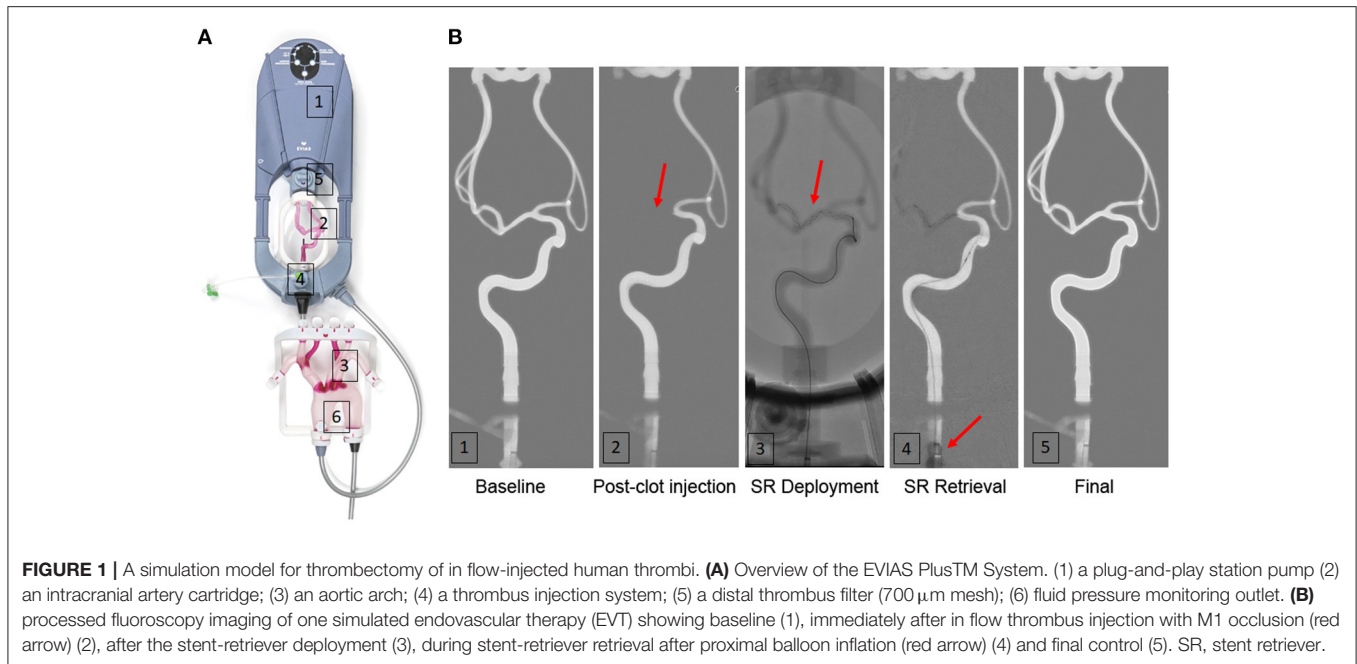 A
B
1
EVIAS
5
2
4
3
6
1
2
3
4
5
Baseline
Post-clot injection
SR Deployment
SR Retrieval
Final
FIGURE 1 | A simulation model for thrombectomy of in flow-injected human thrombi. (A) Overview of the EVIAS PlusTM System. (1) a plug-and-play station pump (2)
an intracranial artery cartridge; (3) an aortic arch; (4) a thrombus injection system; (5) a distal thrombus filter (700 μm mesh); (6) fluid pressure monitoring outlet. (B)
processed fluoroscopy imaging of one simulated endovascular therapy (EVT) showing baseline (1), immediately after in flow thrombus injection with M1 occlusion (red
arrow) (2), after the stent-retriever deployment (3), during stent-retriever retrieval after proximal balloon inflation (red arrow) (4) and final control (5). SR, stent retriever.